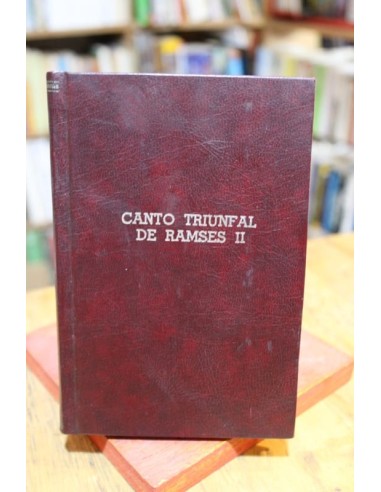 CANTO TRIUNFAL
DE RAMSES II